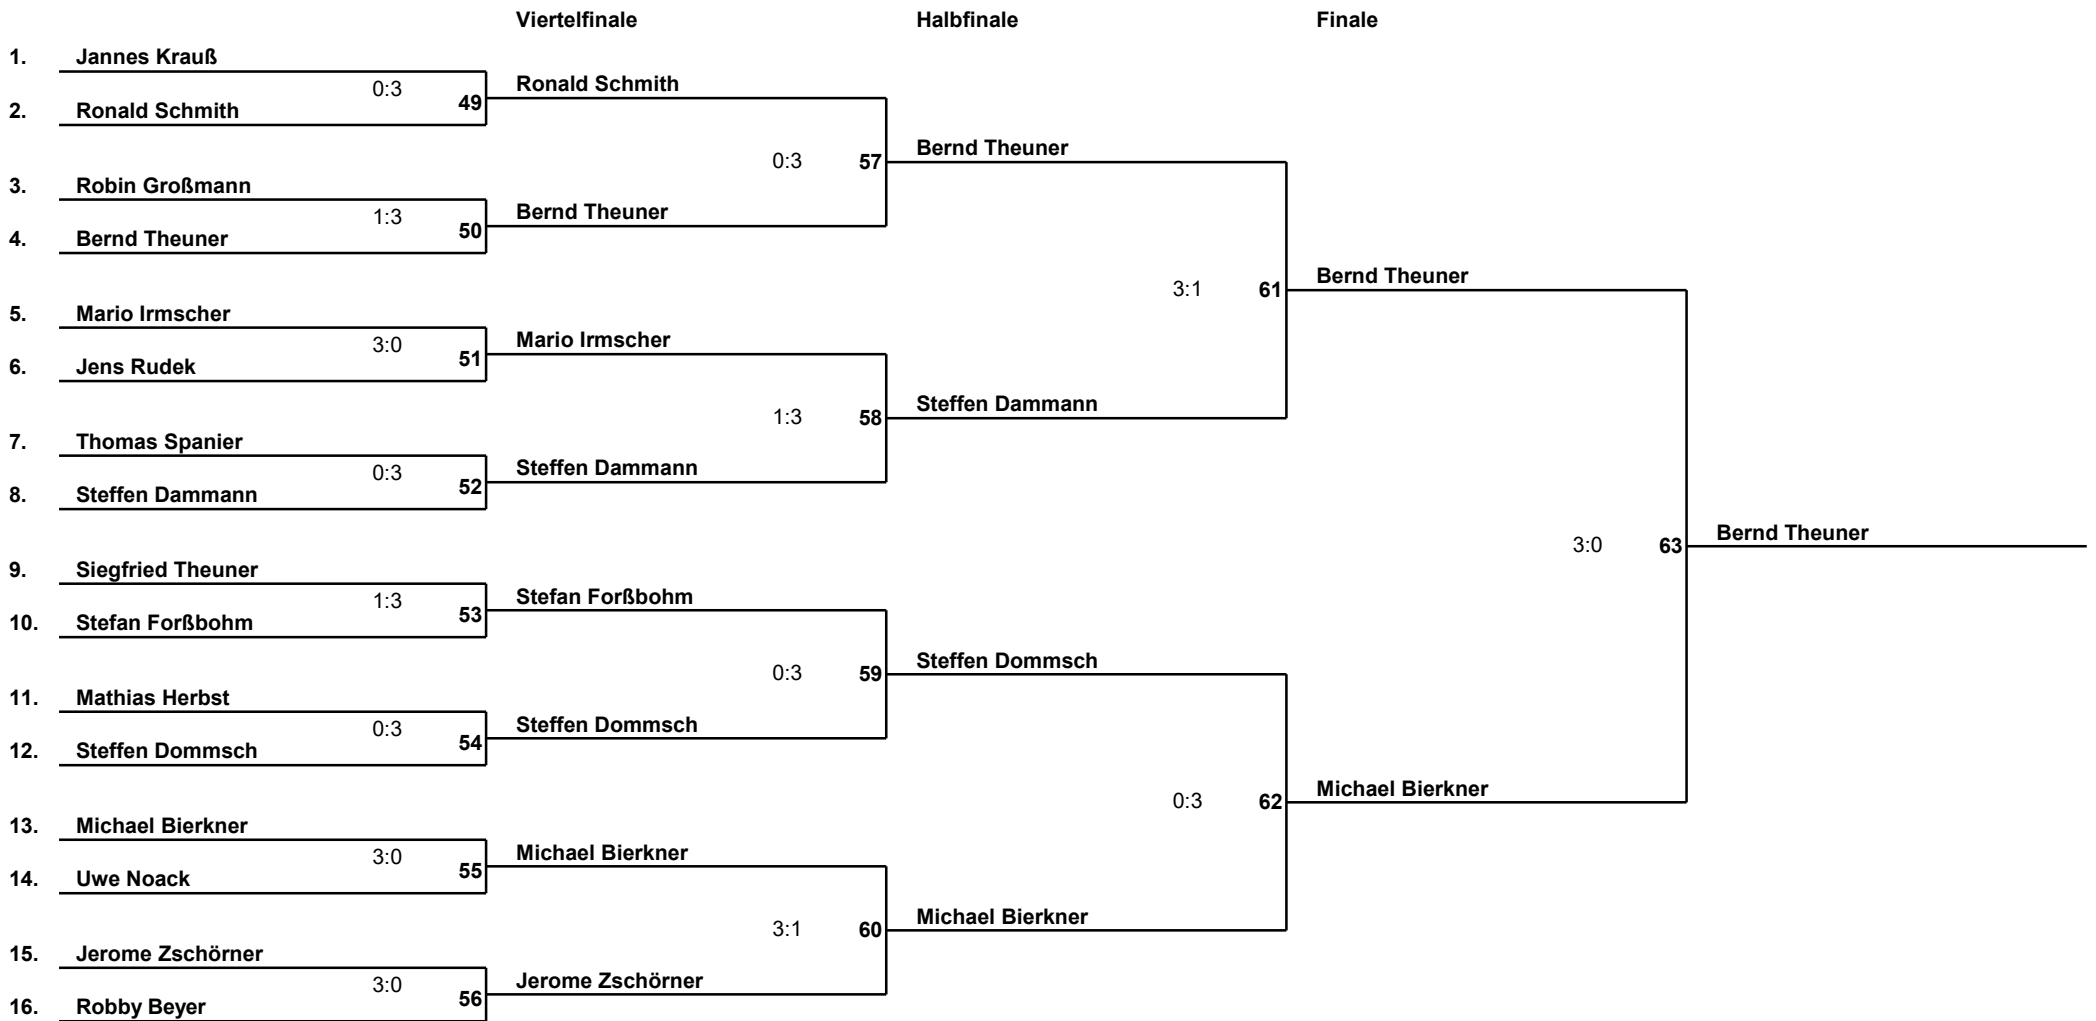 Viertelfinale Halbfinale Finale
1. Jannes Krauß
0:3 49 Ronald Schmith
2. Ronald Schmith
0:3 57 Bernd Theuner
3. Robin Großmann
1:3 50 Bernd Theuner
4. Bernd Theuner
3:1 61 Bernd Theuner
5. Mario Irmscher
3:0 51 Mario Irmscher
6. Jens Rudek
1:3 58 Steffen Dammann
7. Thomas Spanier
0:3 52 Steffen Dammann
8. Steffen Dammann
3:0 63 Bernd Theuner
9. Siegfried Theuner
1:3 53 Stefan Forßbohm
10. Stefan Forßbohm
0:3 59 Steffen Dommsch
11. Mathias Herbst
0:3 54 Steffen Dommsch
12. Steffen Dommsch
0:3 62 Michael Bierkner
13. Michael Bierkner
3:0 55 Michael Bierkner
14. Uwe Noack
3:1 60 Michael Bierkner
15. Jerome Zschörner
3:0 56 Jerome Zschörner
16. Robby Beyer